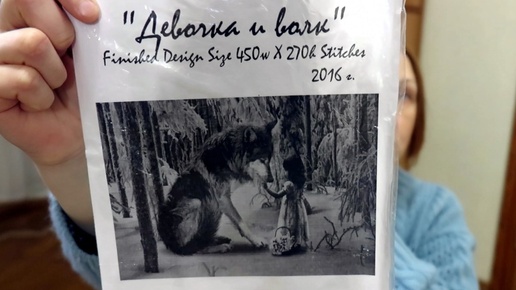 "Девочка и волк"
Finished Design Size 450w X 270h Stitches
2016 г.